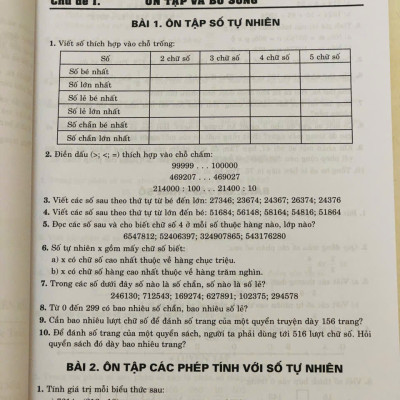 Chủ đề 1. ÔN TẬP VÀ BỔ SUNG
BÀI 1. ÔN TẬP SỐ TỰ NHIÊN
1. Viết số thích hợp vào chỗ trống:
Số 2 chữ số 3 chữ số 4 chữ số 5 chữ số
Số bé nhất
Số lớn nhất
Số lẻ bé nhất
Số lẻ lớn nhất
Số chẵn bé nhất
Số chẵn lớn nhất
2. Điền dấu (>; <; =) thích hợp vào chỗ chấm:
99999 ... 100000
469207 ... 469027
214000 : 100 ... 21400 : 10
3. Viết các số sau theo thứ tự từ bé đến lớn: 27346; 23674; 24367; 26374; 24376
4. Viết các số sau theo thứ tự từ lớn đến bé: 51684; 56148; 58164; 54816; 51864
5. Đọc các số sau và cho biết chữ số 4 ở mỗi số thuộc hàng nào, lớp nào?
6547812; 52406397; 324907865; 543176280
6. Số tự nhiên x gồm mấy chữ số biết:
a) x có chữ số cao nhất thuộc về hàng chục triệu.
b) x có chữ số hàng cao nhất thuộc về hàng trăm nghìn.
7. Trong các số dưới đây số nào là số chẵn, số nào là số lẻ?
246130; 712543; 169274; 627891; 102375; 294578
8. Từ 0 đến 299 có bao nhiêu số chẵn, bao nhiêu số lẻ?
9. Cần bao nhiêu lượt chữ số để đánh số trang của một quyển truyện dày 156 trang?
10. Để đánh số trang của một quyển sách, người ta phải dùng tới 516 lượt chữ số. Hỏi
quyển sách đó dày bao nhiêu trang?
BÀI 2. ÔN TẬP CÁC PHÉP TÍNH VỚI SỐ TỰ NHIÊN
1. Tính giá trị mỗi biểu thức sau: